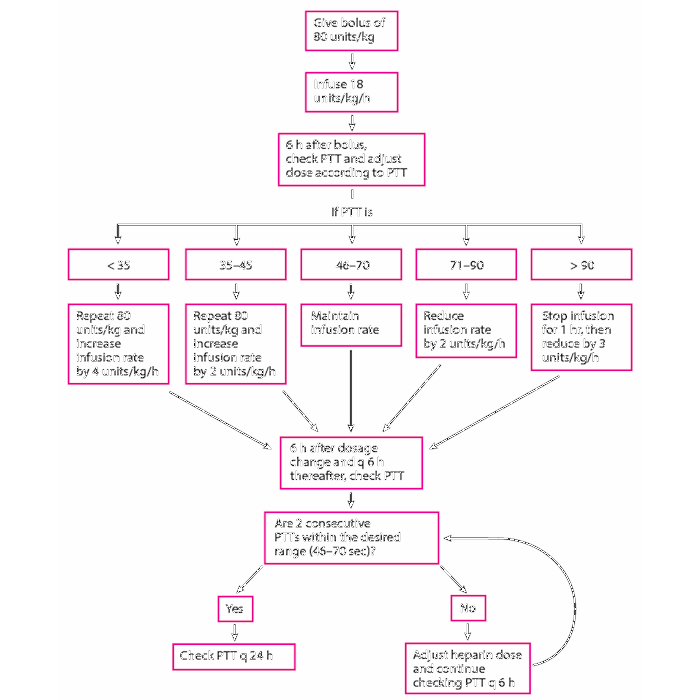 Give bolus of
80 units/kg
Infuse 18
units/kg/h
6 h after bolus,
check PTT and adjust
dose according to PTT
If PTT is
< 35
35–45
46–70
71–90
> 90
Repeat 80
units/kg and
increase
infusion rate
by 4 units/kg/h
Repeat 80
units/kg and
increase
infusion rate
by 2 units/kg/h
Maintain
infusion rate
Reduce
infusion rate
by 2 units/kg/h
Stop infusion
for 1 hr, then
reduce by 3
units/kg/h
6 h after dosage
change and q 6 h
thereafter, check PTT
Are 2 consecutive
PTTs within the desired
range (46–70 sec)?
Yes
No
Check PTT q 24 h
Adjust heparin dose
and continue
checking PTT q 6 h